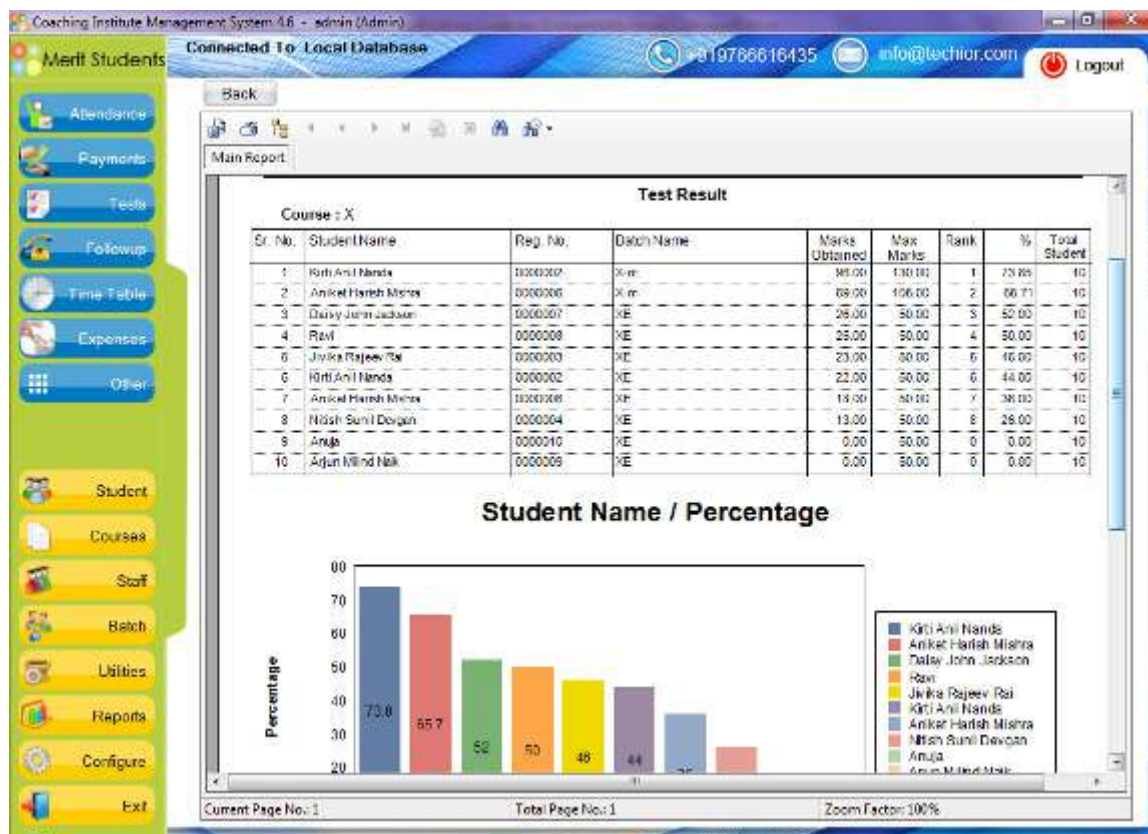 Coaching Institute Management System 4.6 - admin (Admin)
Merit Students
Connected To Local Database
+919766616435
info@techior.com
Logout
Back
Attendance
Payments
Tests
Followup
Time Table
Expenses
Other
Student
Courses
Staff
Batch
Utilities
Reports
Configure
Exit
Main Report
Test Result
Course : X
Sr. No. Student Name Reg. No. Batch Name Marks Obtained Max Marks Rank % Total Student
1 Kirti Anil Nanda 0000002 X-m 96.00 130.00 1 73.85 10
2 Aniket Harish Mishra 0000006 X-m 2 10
3 Daisy John Jackson 0000007 XE 26.00 50.00 3 52.00 10
4 Ravi 0000008 XE 25.00 50.00 4 50.00 10
Jivika Rajeev Rai 0000003 XE 23.00 50.00 46.00 10
Kirti Anil Nanda 0000002 XE 22.00 50.00 6 44.00 10
7 Aniket Harish Mishra 0000006 XE 50.00 7 10
8 Nitish Sunil Devgan 0000004 XE 13.00 50.00 8 26.00 10
9 Anuja 0000010 XE 0.00 50.00 0 0.00 10
10 Arjun Milind Naik 0000009 XE 0.00 50.00 0 0.00 10
Student Name / Percentage
Percentage
80
70
60
50
40
30
20
73.8
65.7
52
50
46
44
Kirti Anil Nanda
Aniket Harish Mishra
Daisy John Jackson
Ravi
Jivika Rajeev Rai
Kirti Anil Nanda
Aniket Harish Mishra
Nitish Sunil Devgan
Anuja
Arjun Milind Naik
Current Page No.: 1
Total Page No.: 1
Zoom Factor: 100%